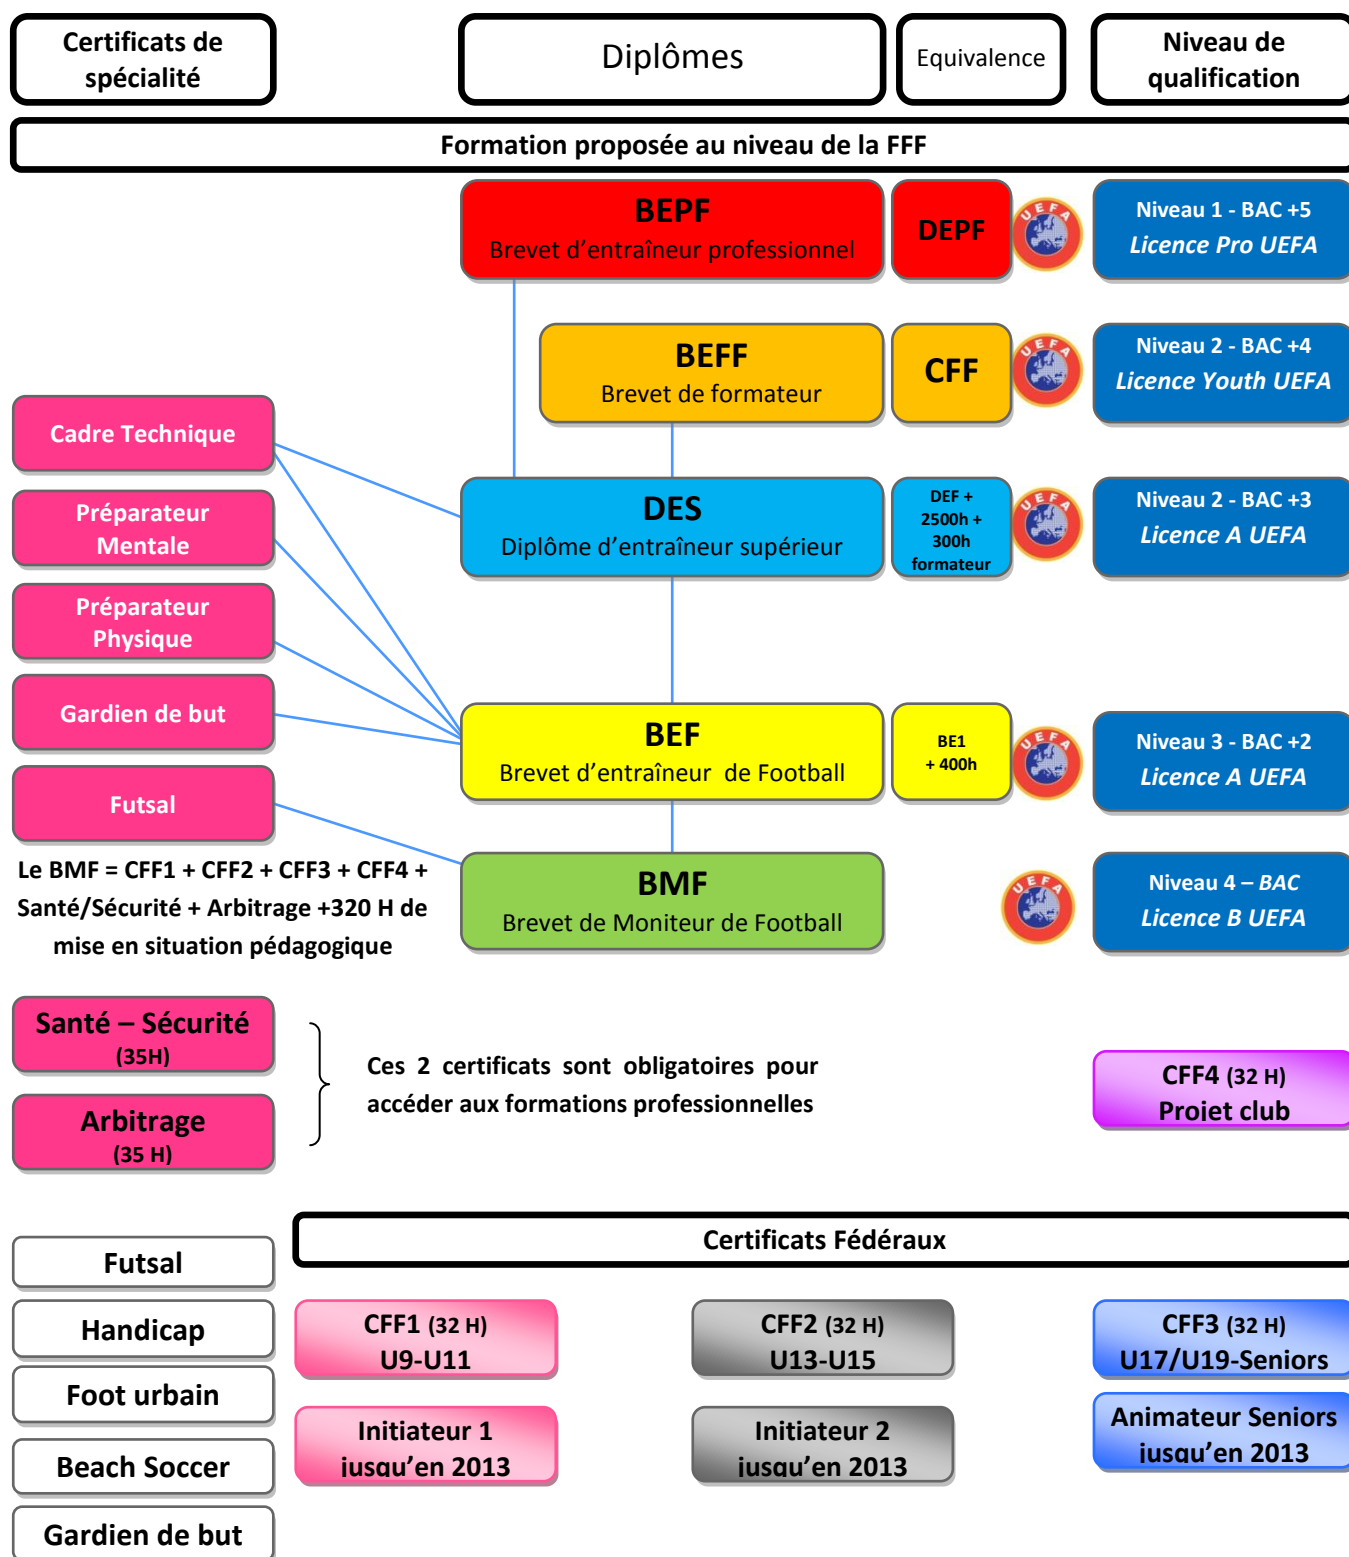 Certificats de
spécialité
Diplômes
Equivalence
Niveau de
qualification
Formation proposée au niveau de la FFF
BEPF
Brevet d'entraîneur professionnel
DEPF
UEFA
Niveau 1 - BAC +5
Licence Pro UEFA
BEFF
Brevet de formateur
CFF
UEFA
Niveau 2 - BAC +4
Licence Youth UEFA
Cadre Technique
Préparateur
Mentale
DES
Diplôme d'entraîneur supérieur
DEF +
2500h +
300h
formateur
UEFA
Niveau 2 - BAC +3
Licence A UEFA
Préparateur
Physique
Gardien de but
BEF
Brevet d'entraîneur de Football
BE1
+ 400h
UEFA
Niveau 3 - BAC +2
Licence A UEFA
Futsal
Le BMF = CFF1 + CFF2 + CFF3 + CFF4 +
Santé/Sécurité + Arbitrage +320 H de
mise en situation pédagogique
BMF
Brevet de Moniteur de Football
UEFA
Niveau 4 – BAC
Licence B UEFA
Santé – Sécurité
(35H)
Arbitrage
(35 H)
Ces 2 certificats sont obligatoires pour
accéder aux formations professionnelles
CFF4 (32 H)
Projet club
Certificats Fédéraux
Futsal
Handicap
Foot urbain
Beach Soccer
Gardien de but
CFF1 (32 H)
U9-U11
CFF2 (32 H)
U13-U15
CFF3 (32 H)
U17/U19-Seniors
Initiateur 1
jusqu'en 2013
Initiateur 2
jusqu'en 2013
Animateur Seniors
jusqu'en 2013